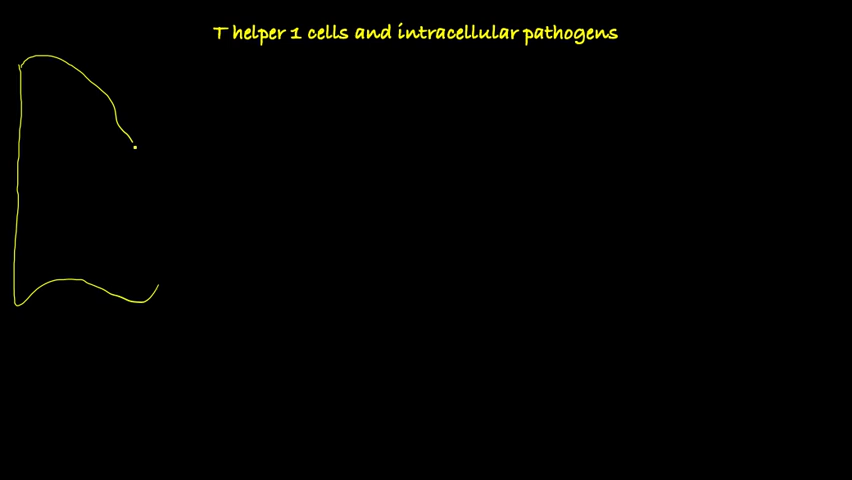 T helper 1 cells and intracellular pathogens